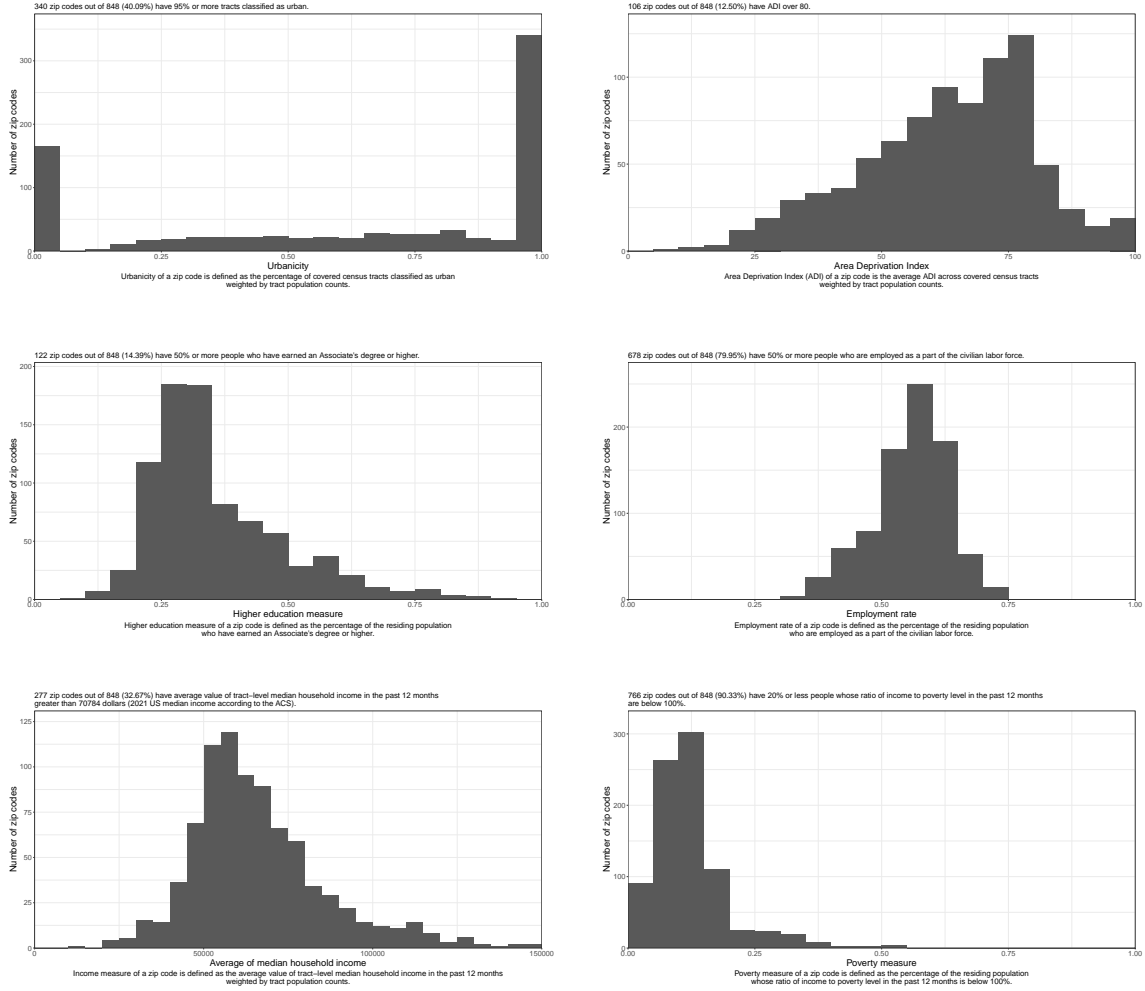 340 zip codes out of 848 (40.09%) have 95% or more tracts classified as urban.
Number of zip codes
300
200
100
0
0.00
0.25
0.50
0.75
1.00
Urbanicity
Urbanicity of a zip code is defined as the percentage of covered census tracts classified as urban
weighted by tract population counts.
106 zip codes out of 848 (12.50%) have ADI over 80.
Number of zip codes
100
50
0
0
25
50
75
100
Area Deprivation Index
Area Deprivation Index (ADI) of a zip code is the average ADI across covered census tracts
weighted by tract population counts.
122 zip codes out of 848 (14.39%) have 50% or more people who have earned an Associate's degree or higher.
Number of zip codes
200
150
100
50
0
0.00
0.25
0.50
0.75
1.00
Higher education measure
Higher education measure of a zip code is defined as the percentage of the residing population
who have earned an Associate's degree or higher.
678 zip codes out of 848 (79.95%) have 50% or more people who are employed as a part of the civilian labor force.
Number of zip codes
200
100
0
0.00
0.25
0.50
0.75
1.00
Employment rate
Employment rate of a zip code is defined as the percentage of the residing population
who are employed as a part of the civilian labor force.
277 zip codes out of 848 (32.67%) have average value of tract–level median household income in the past 12 months
greater than 70784 dollars (2021 US median income according to the ACS).
Number of zip codes
125
100
75
50
25
0
0
50000
100000
150000
Average of median household income
Income measure of a zip code is defined as the average value of tract–level median household income in the past 12 months
weighted by tract population counts.
766 zip codes out of 848 (90.33%) have 20% or less people whose ratio of income to poverty level in the past 12 months
are below 100%.
Number of zip codes
300
200
100
0
0.00
0.25
0.50
0.75
1.00
Poverty measure
Poverty measure of a zip code is defined as the percentage of the residing population
whose ratio of income to poverty level in the past 12 months is below 100%.